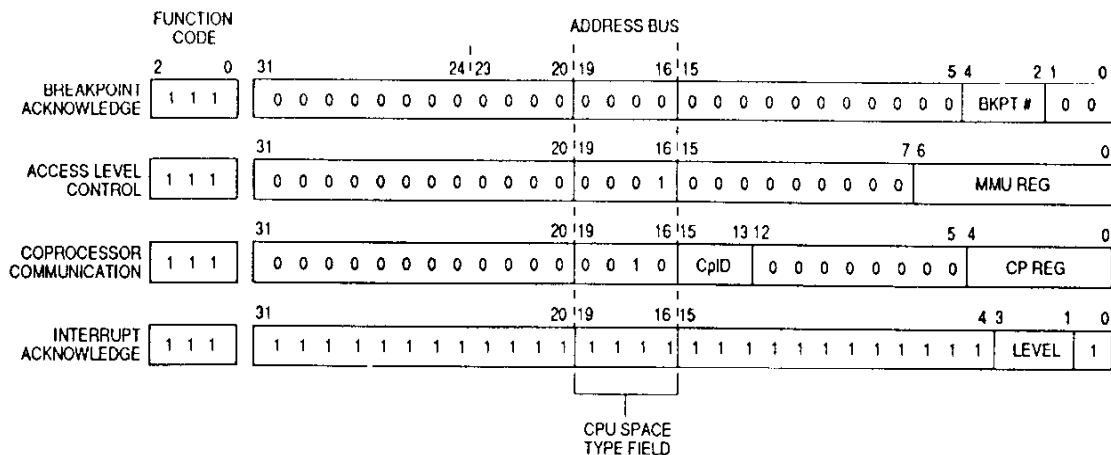 FUNCTION
CODE
ADDRESS BUS
2 0 31 24 23 20 19 16 15 5 4 2 1 0
BREAKPOINT
ACKNOWLEDGE
1 1 1 0 0 0 0 0 0 0 0 0 0 0 0 0 0 0 0 0 0 0 0 0 0 0 0 0 0 0 BKPT # 0 0
31 20 19 16 15 7 6 0
ACCESS LEVEL
CONTROL
1 1 1 0 0 0 0 0 0 0 0 0 0 0 0 0 0 0 1 0 0 0 0 0 0 0 0 0 MMU REG
31 20 19 16 15 13 12 5 4 0
COPROCESSOR
COMMUNICATION
1 1 1 0 0 0 0 0 0 0 0 0 0 0 0 0 0 1 0 CpID 0 0 0 0 0 0 0 0 CP REG
31 20 19 16 15 4 3 1 0
INTERRUPT
ACKNOWLEDGE
1 1 1 1 1 1 1 1 1 1 1 1 1 1 1 1 1 1 1 1 1 1 1 1 1 1 1 1 1 1 1 LEVEL 1
CPU SPACE
TYPE FIELD